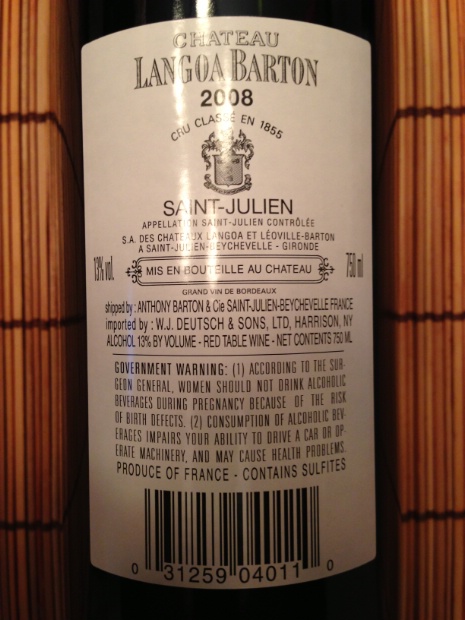 CHATEAU
LANGOA BARTON
2008
CRU CLASSÉ EN 1855
SAINT-JULIEN
APPELLATION SAINT-JULIEN CONTRÔLÉE
S.A. DES CHATEAUX LANGOA ET LÉOVILLE-BARTON
A SAINT-JULIEN-BEYCHEVELLE - GIRONDE
13% vol. MIS EN BOUTEILLE AU CHATEAU 750 ml
GRAND VIN DE BORDEAUX
shipped by : ANTHONY BARTON & Cie SAINT-JULIEN-BEYCHEVELLE FRANCE
imported by : W.J. DEUTSCH & SONS, LTD, HARRISON, NY
ALCOHOL 13% BY VOLUME - RED TABLE WINE - NET CONTENTS 750 ML
GOVERNMENT WARNING: (1) ACCORDING TO THE SUR-
GEON GENERAL, WOMEN SHOULD NOT DRINK ALCOHOLIC
BEVERAGES DURING PREGNANCY BECAUSE OF THE RISK
OF BIRTH DEFECTS. (2) CONSUMPTION OF ALCOHOLIC BEV-
ERAGES IMPAIRS YOUR ABILITY TO DRIVE A CAR OR OP-
ERATE MACHINERY, AND MAY CAUSE HEALTH PROBLEMS.
PRODUCE OF FRANCE - CONTAINS SULFITES
0 31259 04011 0